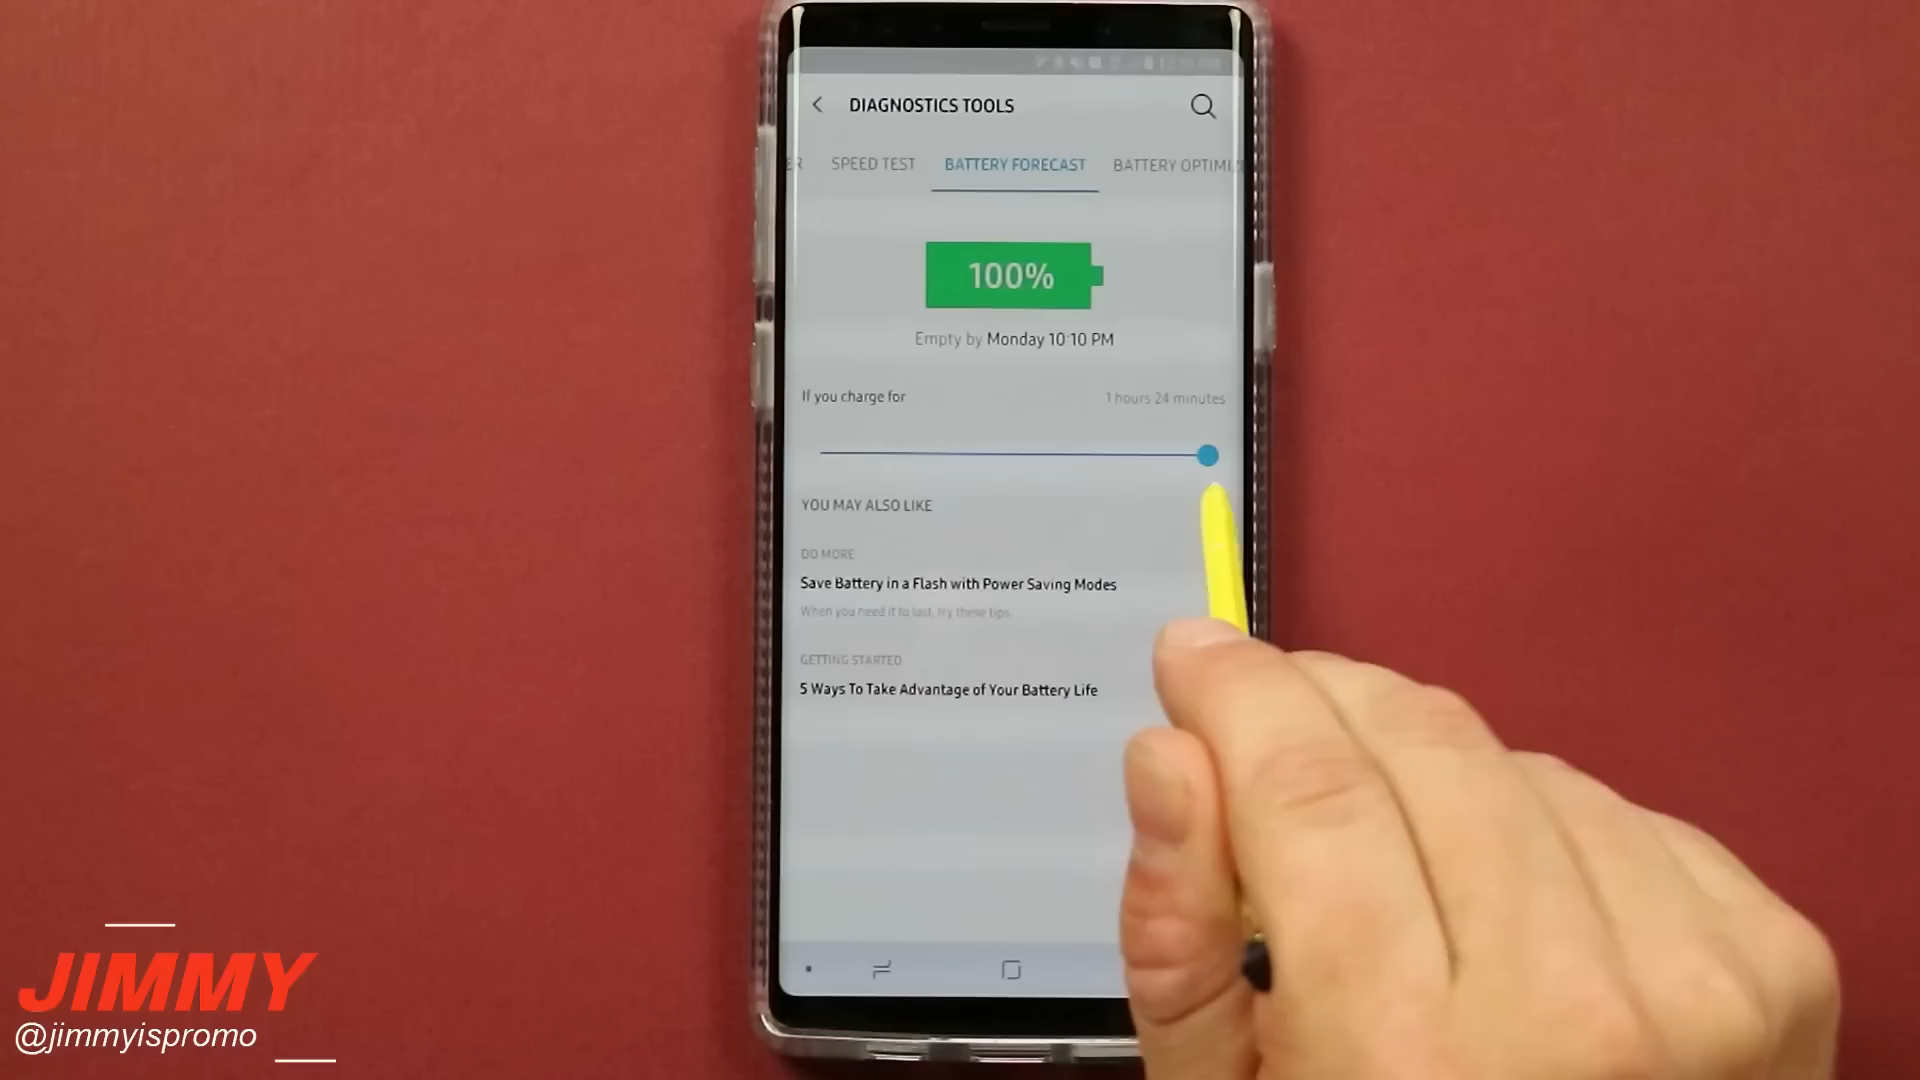 DIAGNOSTICS TOOLS
ER SPEED TEST BATTERY FORECAST BATTERY OPTIMI
100%
Empty by Monday 10:10 PM
If you charge for 1 hours 24 minutes
YOU MAY ALSO LIKE
DO MORE
Save Battery in a Flash with Power Saving Modes
When you need it to last, try these tips.
GETTING STARTED
5 Ways To Take Advantage of Your Battery Life
JIMMY
@jimmyispromo